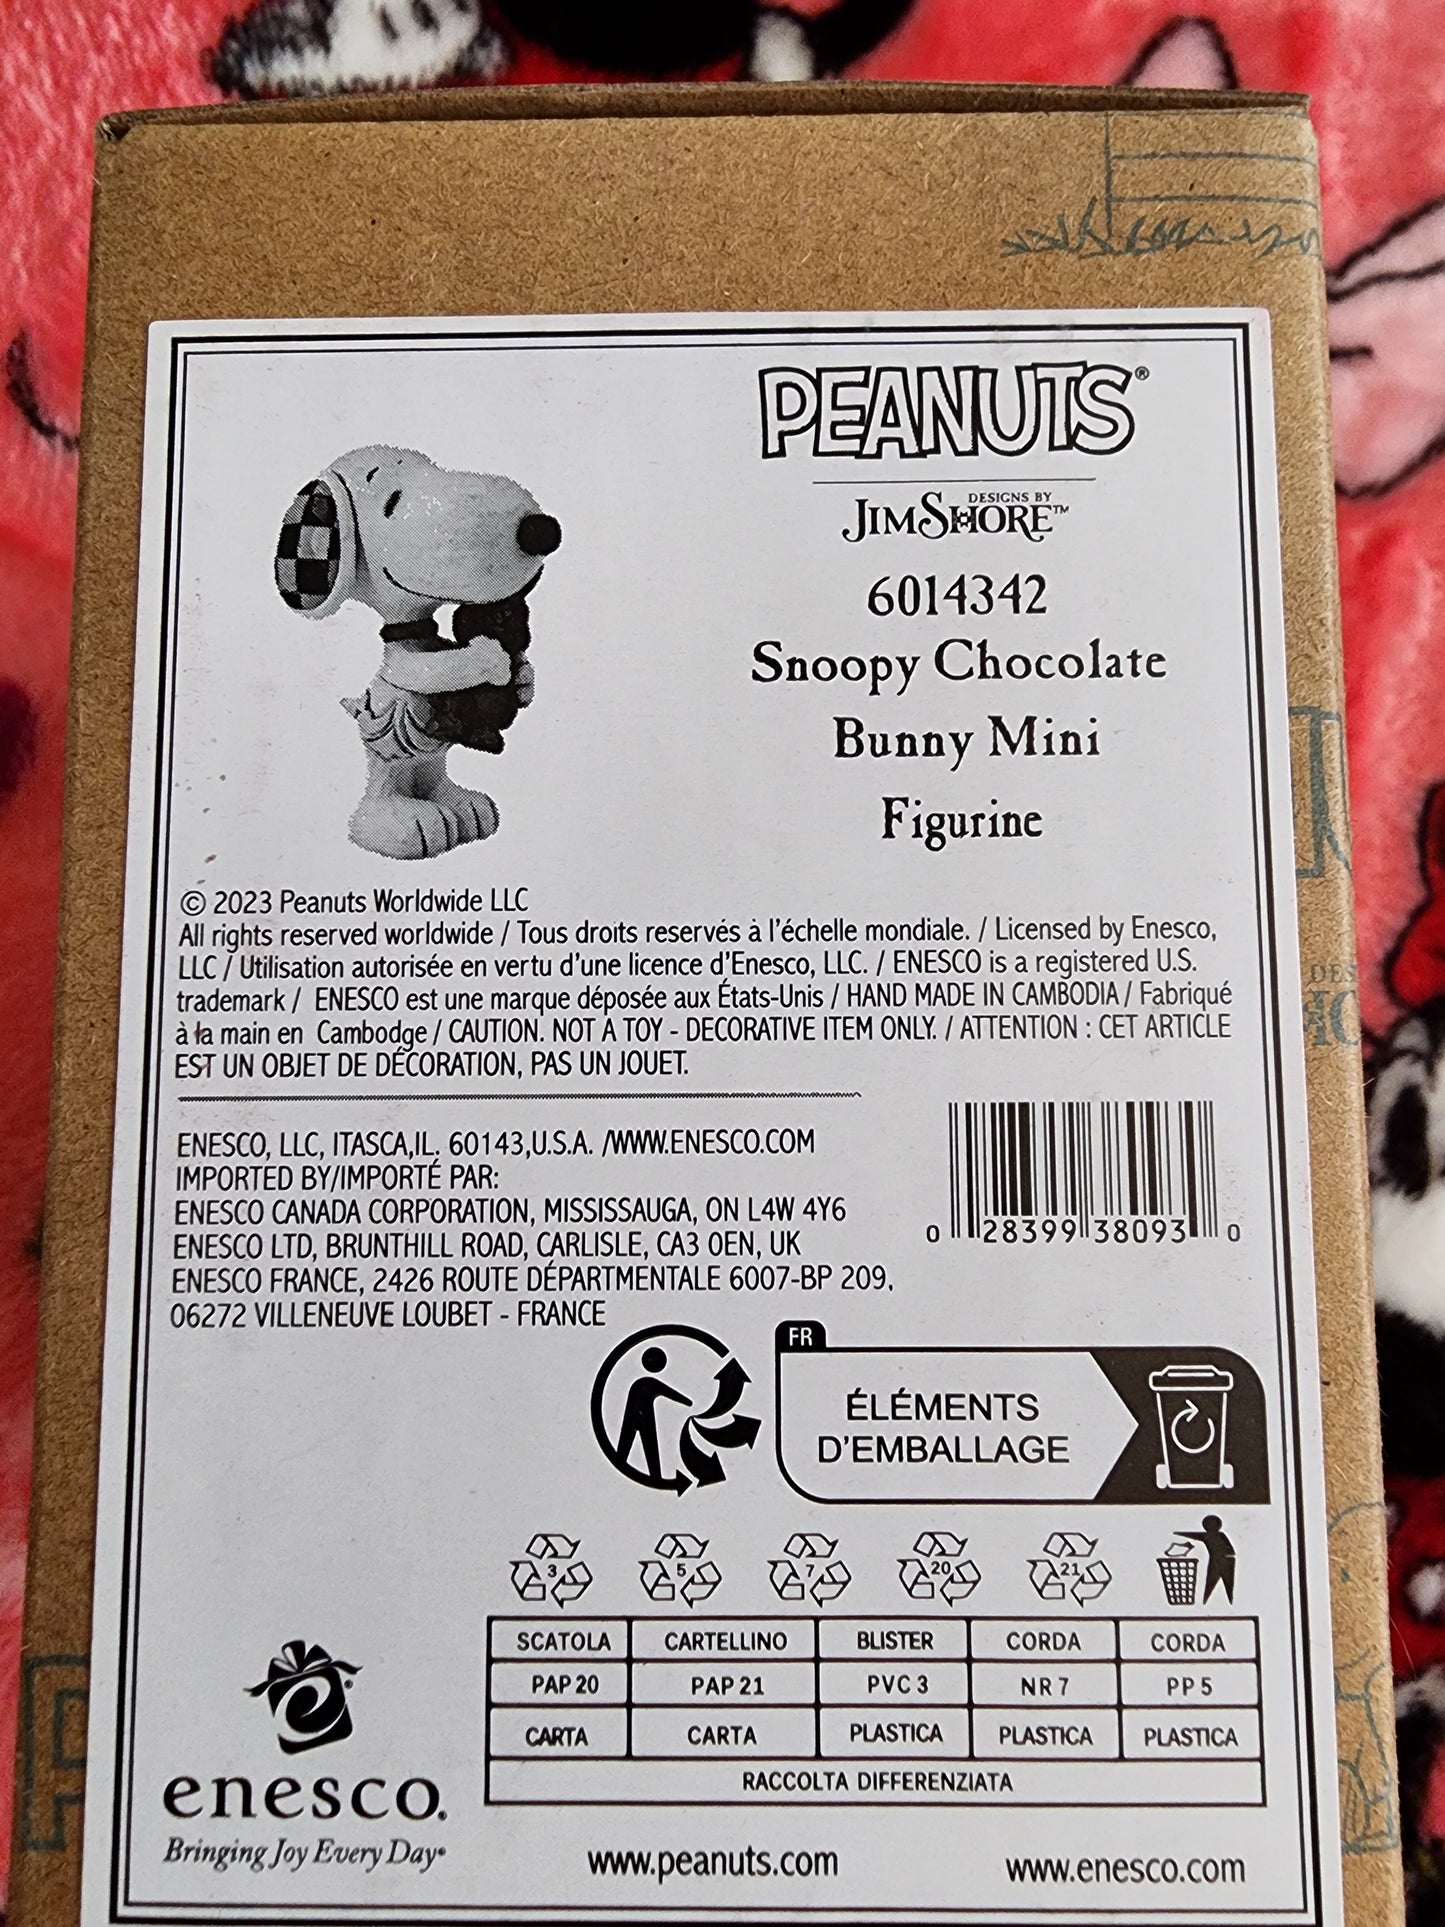 PEANUTS®
DESIGNS BY
JIM SHORE™
6014342
Snoopy Chocolate
Bunny Mini
Figurine
© 2023 Peanuts Worldwide LLC
All rights reserved worldwide / Tous droits reservés à l'échelle mondiale. / Licensed by Enesco,
LLC / Utilisation autorisée en vertu d'une licence d'Enesco, LLC. / ENESCO is a registered U.S.
trademark / ENESCO est une marque déposée aux États-Unis / HAND MADE IN CAMBODIA / Fabriqué
à la main en Cambodge / CAUTION. NOT A TOY - DECORATIVE ITEM ONLY. / ATTENTION : CET ARTICLE
EST UN OBJET DE DÉCORATION, PAS UN JOUET.
ENESCO, LLC, ITASCA,IL. 60143,U.S.A. /WWW.ENESCO.COM
IMPORTED BY/IMPORTÉ PAR:
ENESCO CANADA CORPORATION, MISSISSAUGA, ON L4W 4Y6
ENESCO LTD, BRUNTHILL ROAD, CARLISLE, CA3 0EN, UK
ENESCO FRANCE, 2426 ROUTE DÉPARTMENTALE 6007-BP 209,
06272 VILLENEUVE LOUBET - FRANCE
0 28399 38093 0
FR
ÉLÉMENTS
D'EMBALLAGE
3 5 7 20 21
SCATOLA CARTELLINO BLISTER CORDA CORDA
PAP 20 PAP 21 PVC 3 NR 7 PP 5
CARTA CARTA PLASTICA PLASTICA PLASTICA
RACCOLTA DIFFERENZIATA
enesco.
Bringing Joy Every Day®
www.peanuts.com www.enesco.com